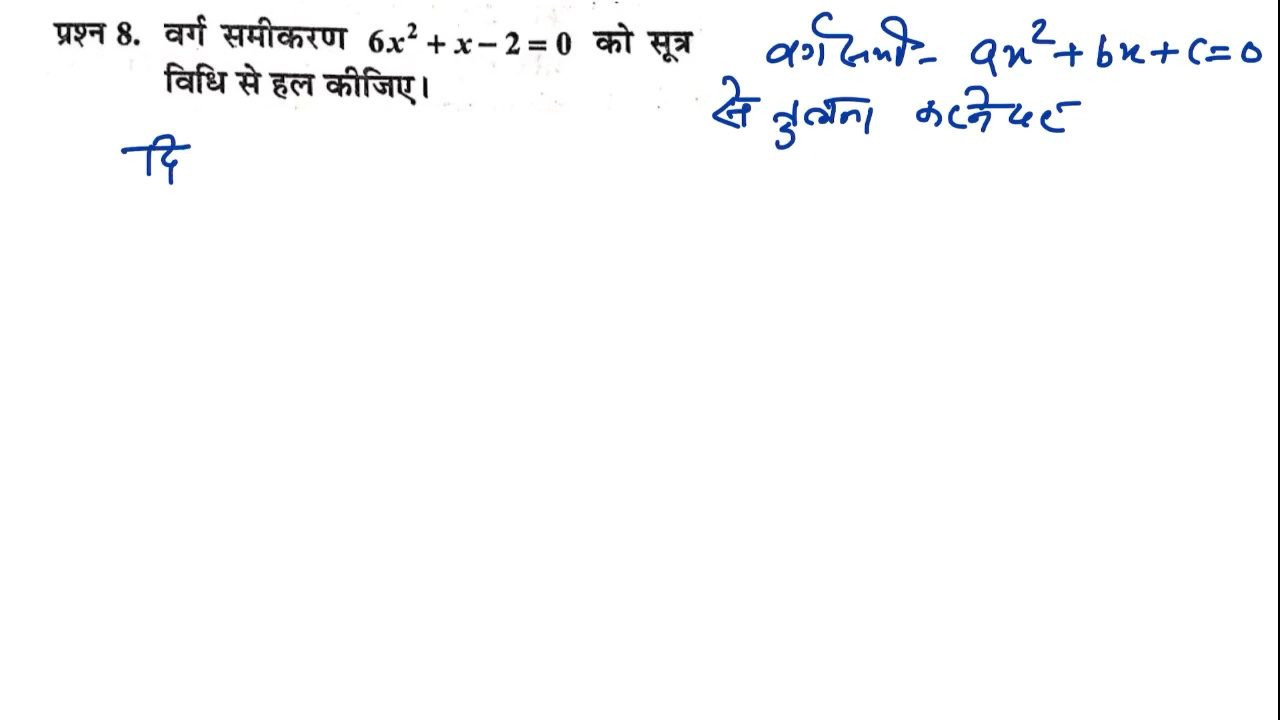 प्रश्न 8. वर्ग समीकरण 6x² + x − 2 = 0 को सूत्र
विधि से हल कीजिए।
वर्ग समी- ax² + bx + c = 0
से तुलना करने पर
दि